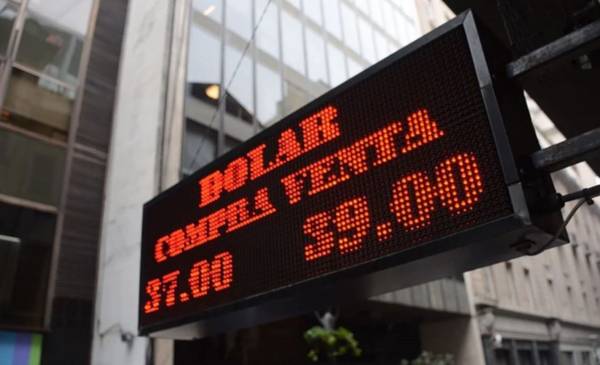 DOLAR
COMPRA VENTA
37.00 39.00